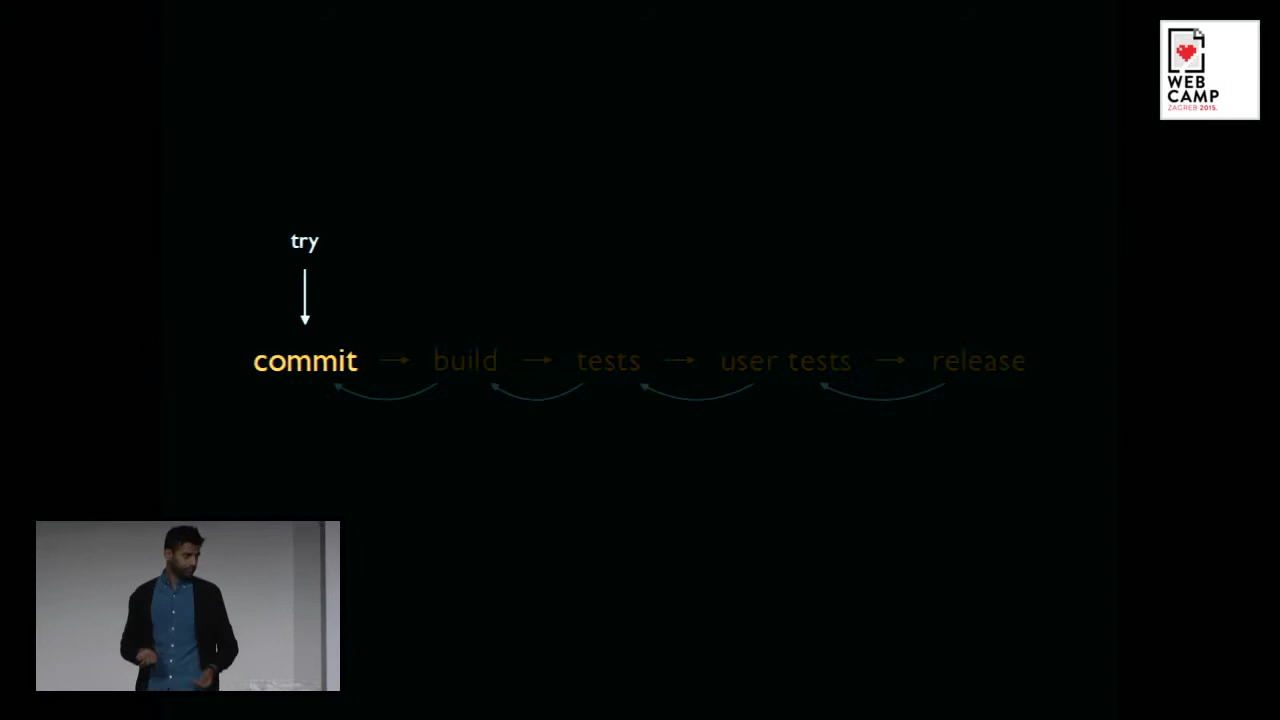 WEB
CAMP
ZAGREB 2015.
try
commit → build → tests → user tests → release